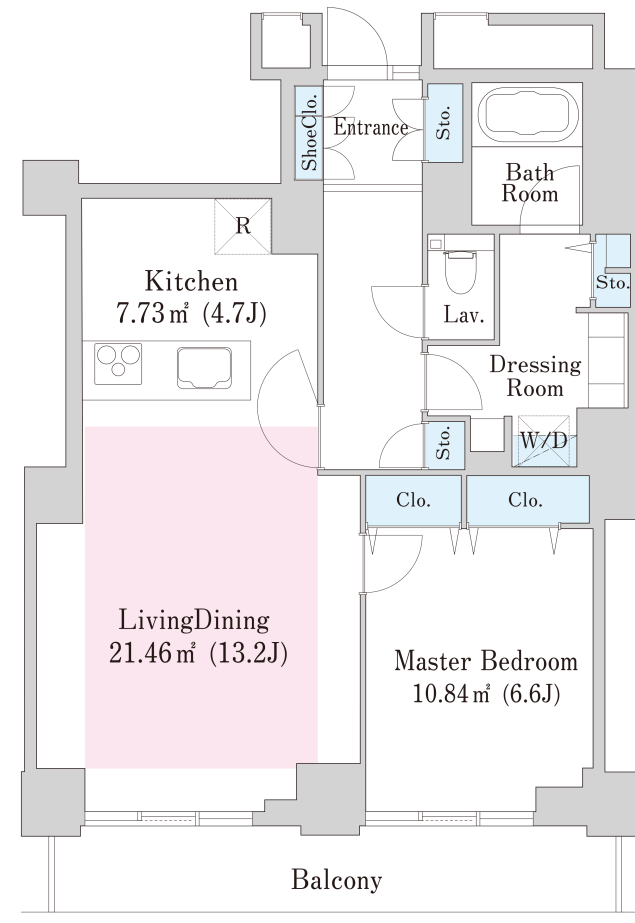 Entrance
ShoeClo.
Sto.
Bath
Room
R
Kitchen
7.73㎡ (4.7J)
Lav.
Sto.
Dressing
Room
W/D
Sto.
Clo.
Clo.
LivingDining
21.46㎡ (13.2J)
Master Bedroom
10.84㎡ (6.6J)
Balcony